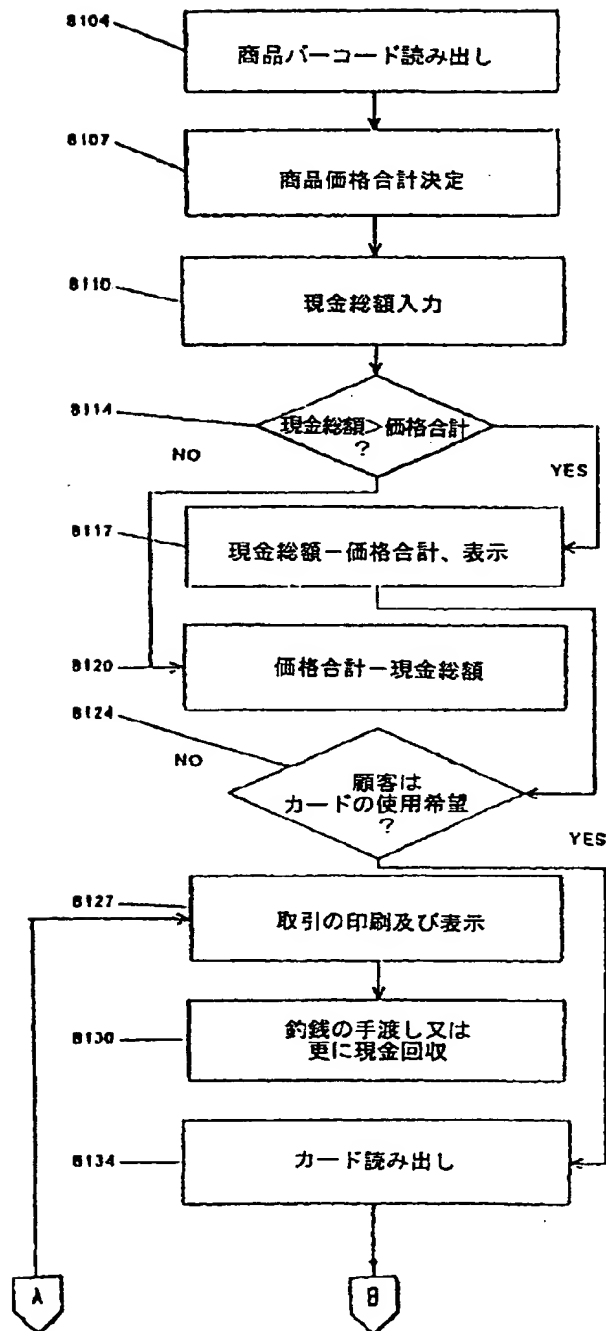 8104
商品バーコード読み出し
8107
商品価格合計決定
8110
現金総額入力
8114
現金総額>価格合計
?
NO
YES
8117
現金総額-価格合計、表示
8120
価格合計-現金総額
8124
NO
顧客は
カードの使用希望
?
YES
8127
取引の印刷及び表示
8130
釣銭の手渡し又は
更に現金回収
8134
カード読み出し
A
B